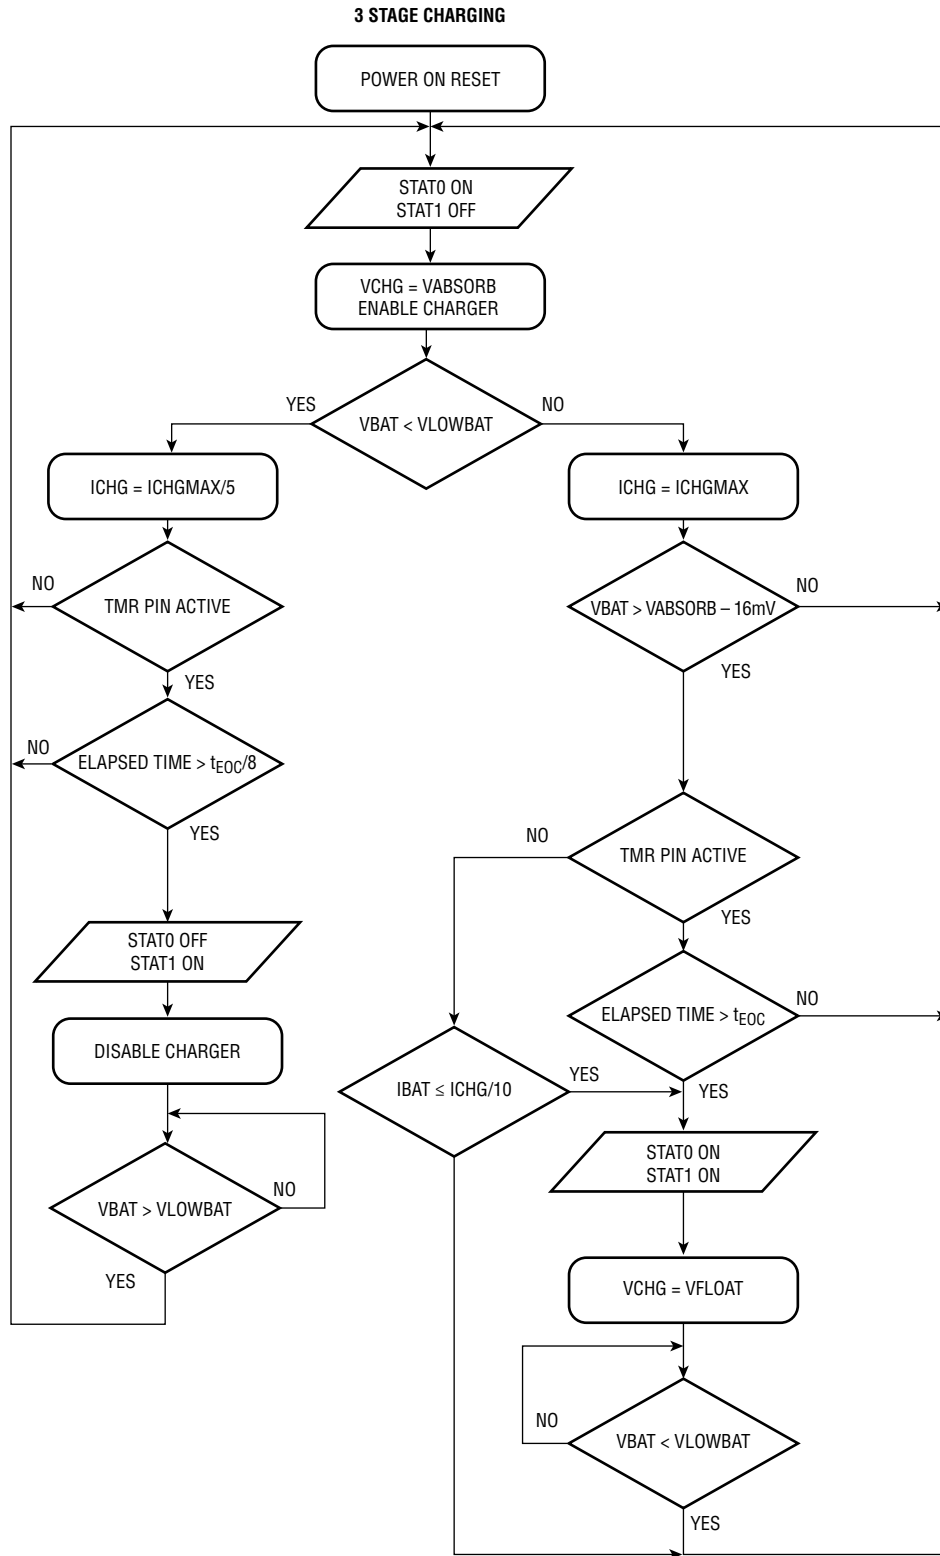 3 STAGE CHARGING
POWER ON RESET
STAT0 ON
STAT1 OFF
VCHG = VABSORB
ENABLE CHARGER
YES
VBAT < VLOWBAT
NO
ICHG = ICHGMAX/5
ICHG = ICHGMAX
NO
TMR PIN ACTIVE
YES
VBAT > VABSORB – 16mV
NO
YES
NO
ELAPSED TIME > tEOC/8
YES
NO
TMR PIN ACTIVE
YES
STAT0 OFF
STAT1 ON
ELAPSED TIME > tEOC
NO
YES
DISABLE CHARGER
IBAT ≤ ICHG/10
YES
STAT0 ON
STAT1 ON
VBAT > VLOWBAT
NO
YES
VCHG = VFLOAT
NO
VBAT < VLOWBAT
YES